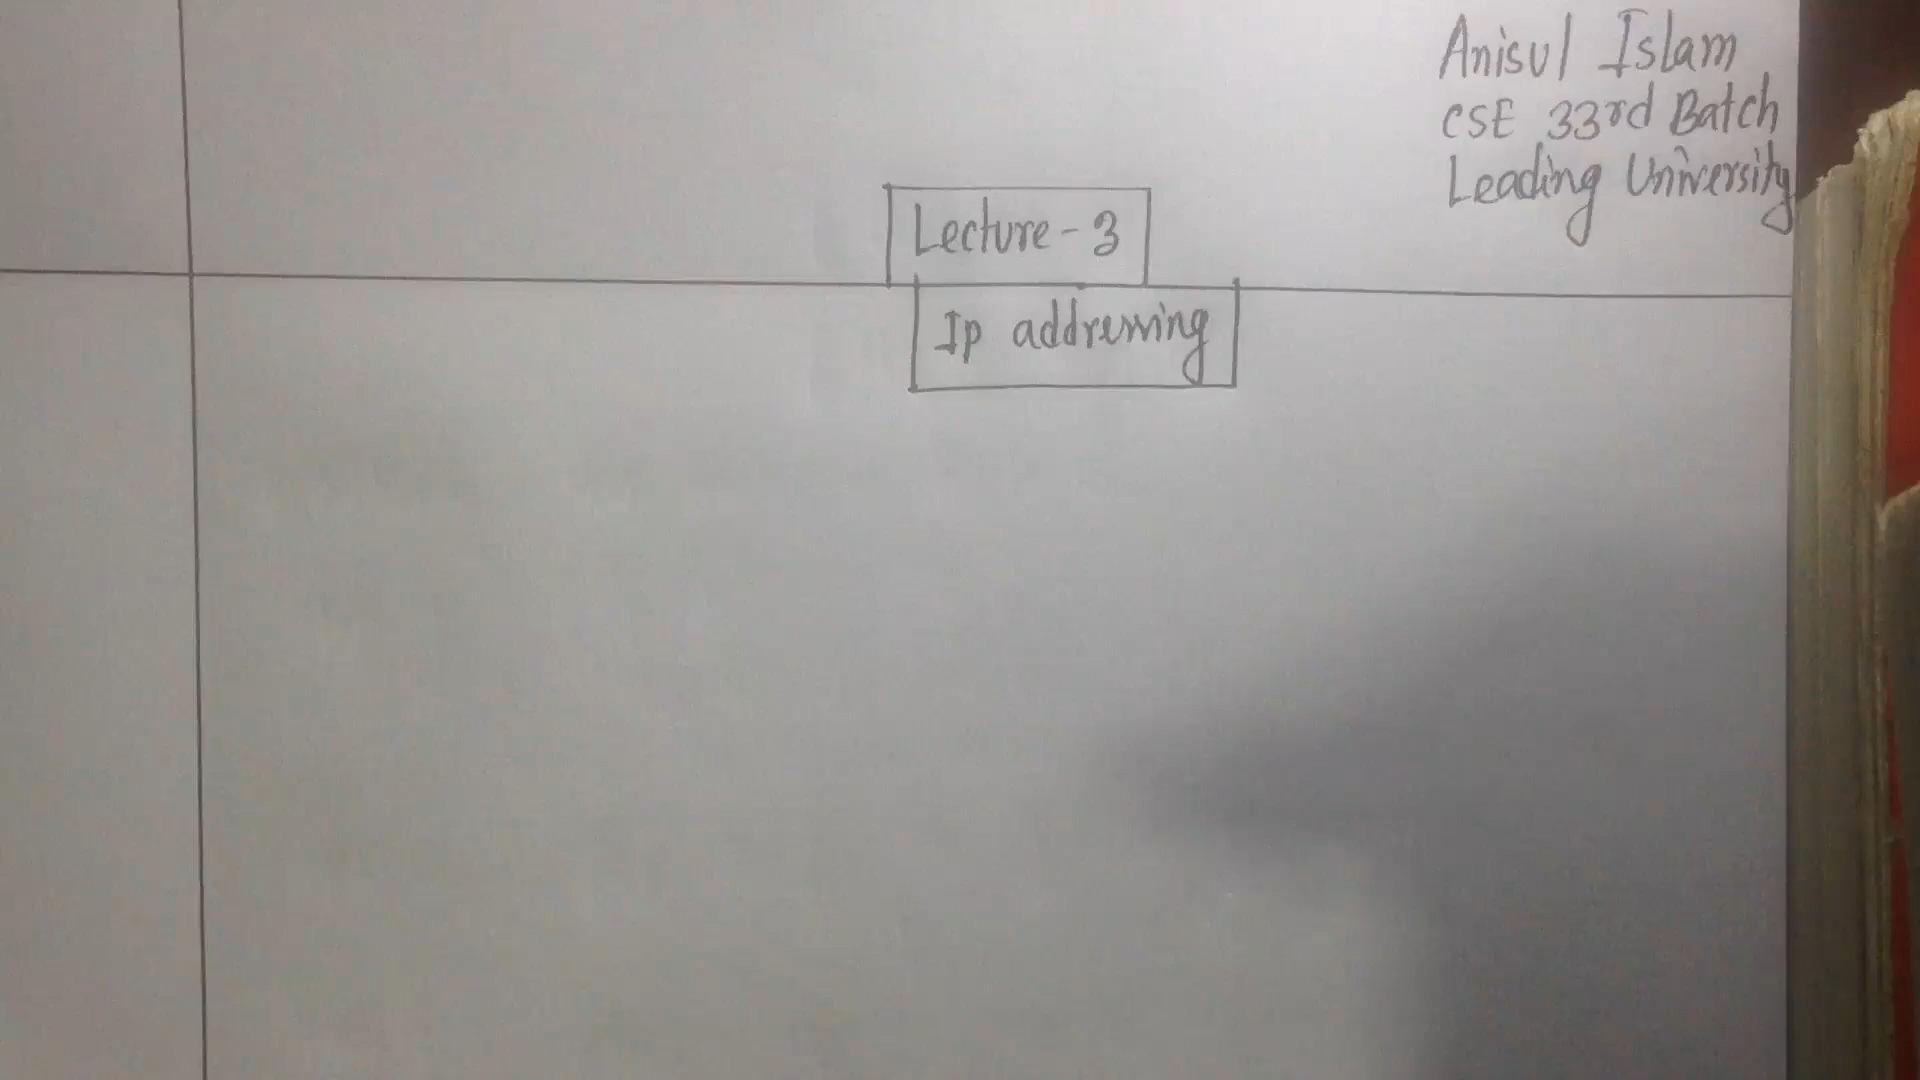 Anisul Islam
CSE 33rd Batch
Leading University
Lecture - 3
Ip addressing